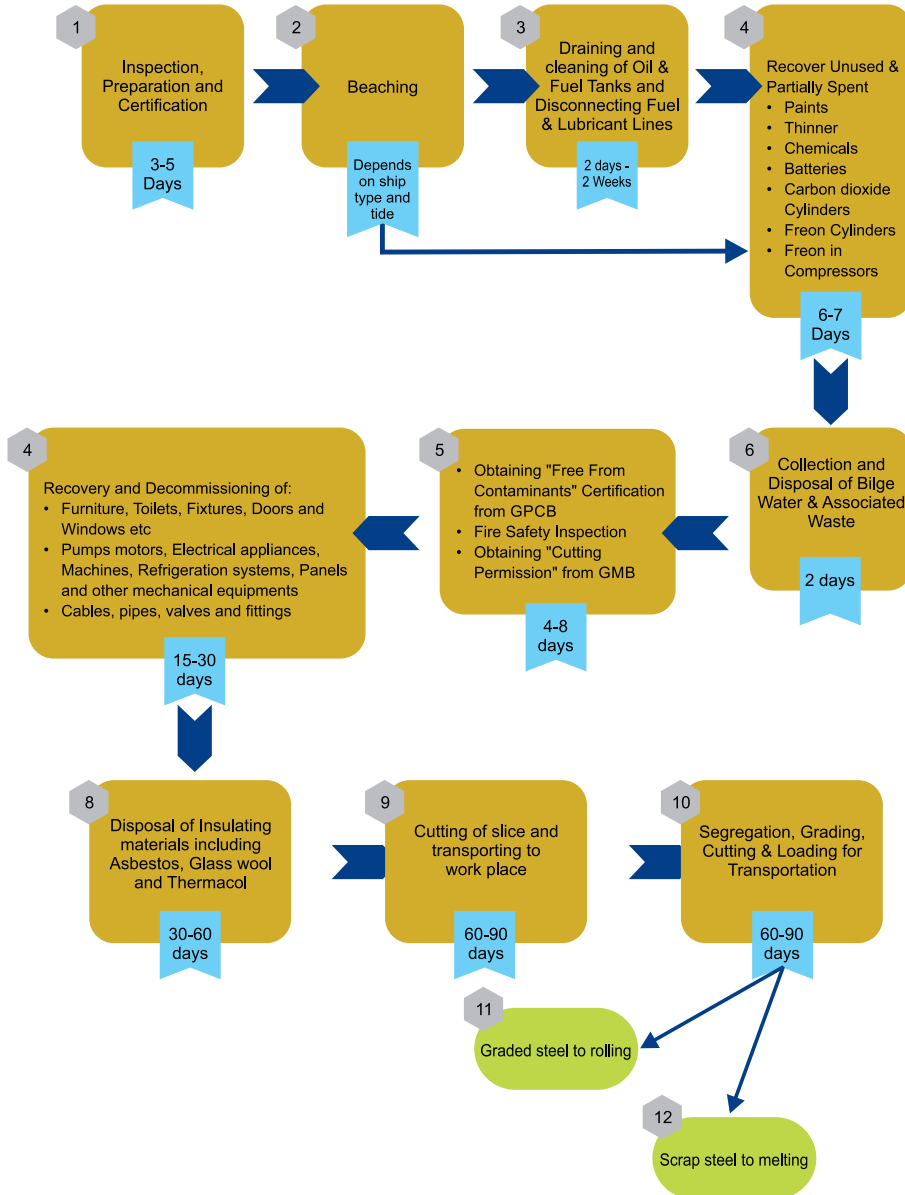 1
Inspection,
Preparation and
Certification
3-5
Days
2
Beaching
Depends
on ship
type and
tide
3
Draining and
cleaning of Oil &
Fuel Tanks and
Disconnecting Fuel
& Lubricant Lines
2 days -
2 Weeks
4
Recover Unused &
Partially Spent
• Paints
• Thinner
• Chemicals
• Batteries
• Carbon dioxide
Cylinders
• Freon Cylinders
• Freon in
Compressors
6-7
Days
6
Collection and
Disposal of Bilge
Water & Associated
Waste
2 days
5
• Obtaining "Free From
Contaminants" Certification
from GPCB
• Fire Safety Inspection
• Obtaining "Cutting
Permission" from GMB
4-8
days
4
Recovery and Decommissioning of:
• Furniture, Toilets, Fixtures, Doors and
Windows etc
• Pumps motors, Electrical appliances,
Machines, Refrigeration systems, Panels
and other mechanical equipments
• Cables, pipes, valves and fittings
15-30
days
8
Disposal of Insulating
materials including
Asbestos, Glass wool
and Thermacol
30-60
days
9
Cutting of slice and
transporting to
work place
60-90
days
10
Segregation, Grading,
Cutting & Loading for
Transportation
60-90
days
11
Graded steel to rolling
12
Scrap steel to melting